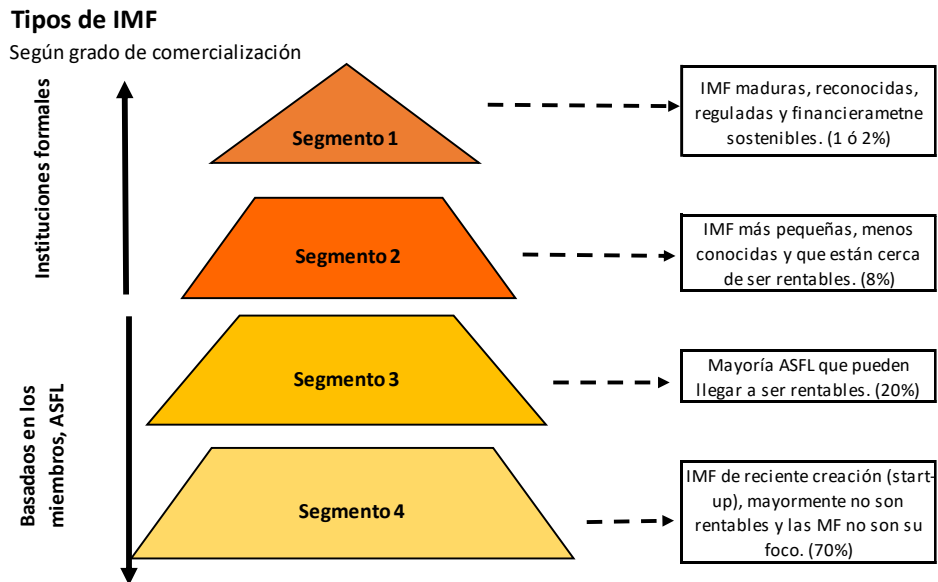 Tipos de IMF
Según grado de comercialización
Instituciones formales
Segmento 1
IMF maduras, reconocidas,
reguladas y financierametne
sostenibles. (1 ó 2%)
Segmento 2
IMF más pequeñas, menos
conocidas y que están cerca
de ser rentables. (8%)
Basadaos en los
miembros, ASFL
Segmento 3
Mayoría ASFL que pueden
llegar a ser rentables. (20%)
Segmento 4
IMF de reciente creación (start-
up), mayormente no son
rentables y las MF no son su
foco. (70%)